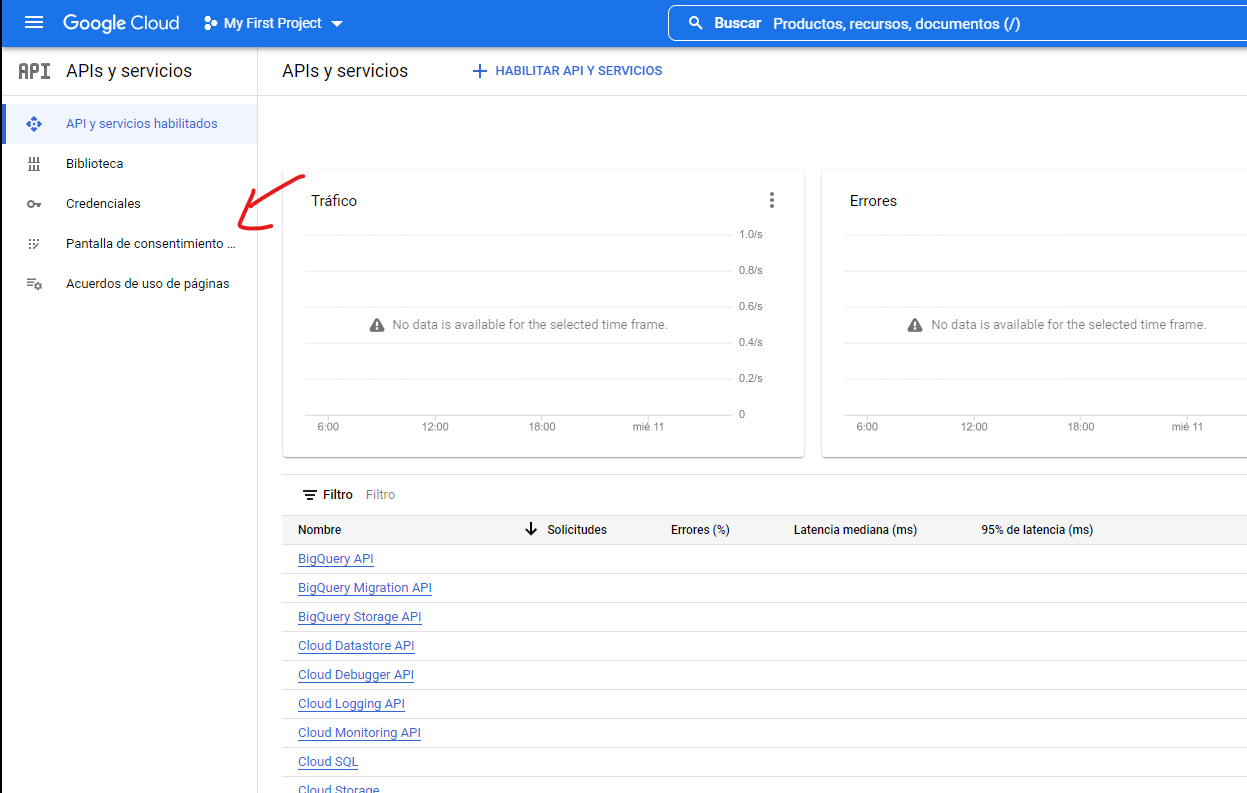 Google Cloud My First Project Buscar Productos, recursos, documentos (/)
API APIs y servicios
APIs y servicios HABILITAR API Y SERVICIOS
API y servicios habilitados
Biblioteca
Credenciales
Pantalla de consentimiento ...
Acuerdos de uso de páginas
Tráfico
1.0/s
0.8/s
0.6/s
No data is available for the selected time frame.
0.4/s
0.2/s
0
6:00 12:00 18:00 mié 11
Errores
No data is available for the selected time frame.
6:00 12:00 18:00 mié 11
Filtro Filtro
Nombre Solicitudes Errores (%) Latencia mediana (ms) 95% de latencia (ms)
BigQuery API
BigQuery Migration API
BigQuery Storage API
Cloud Datastore API
Cloud Debugger API
Cloud Logging API
Cloud Monitoring API
Cloud SQL
Cloud Storage